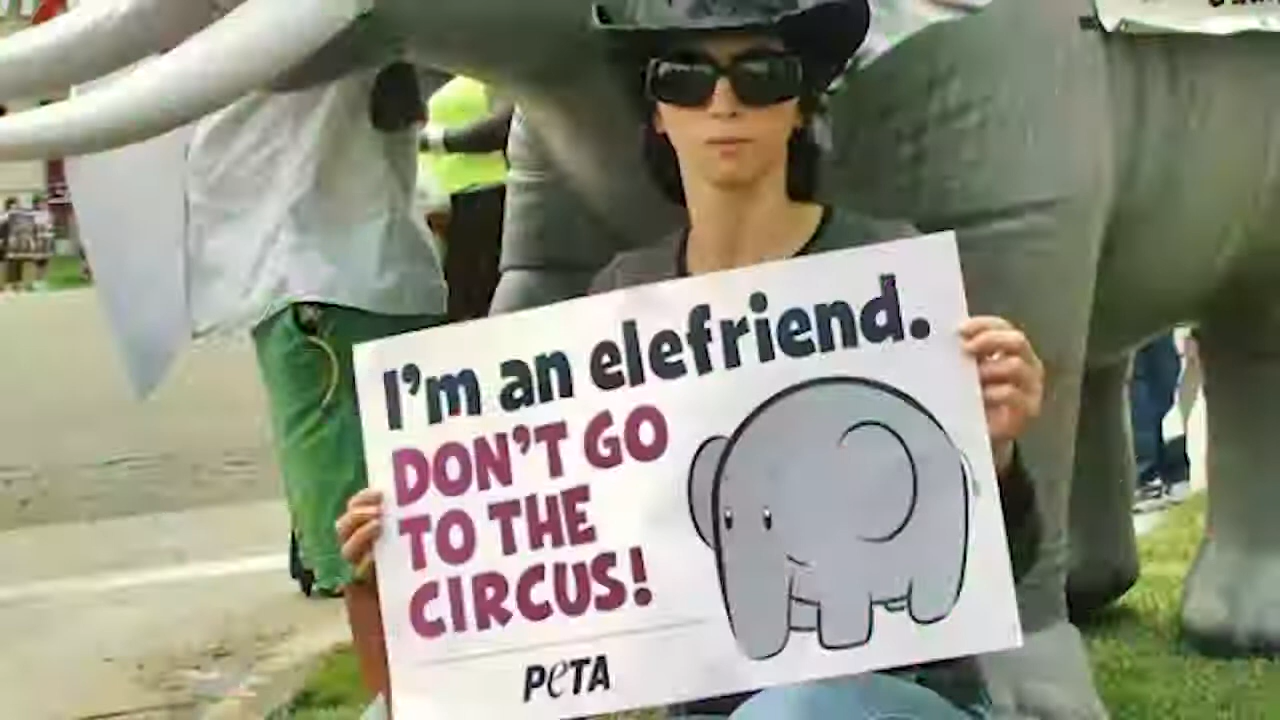 I'm an elefriend.
DON'T GO
TO THE
CIRCUS!
PeTA